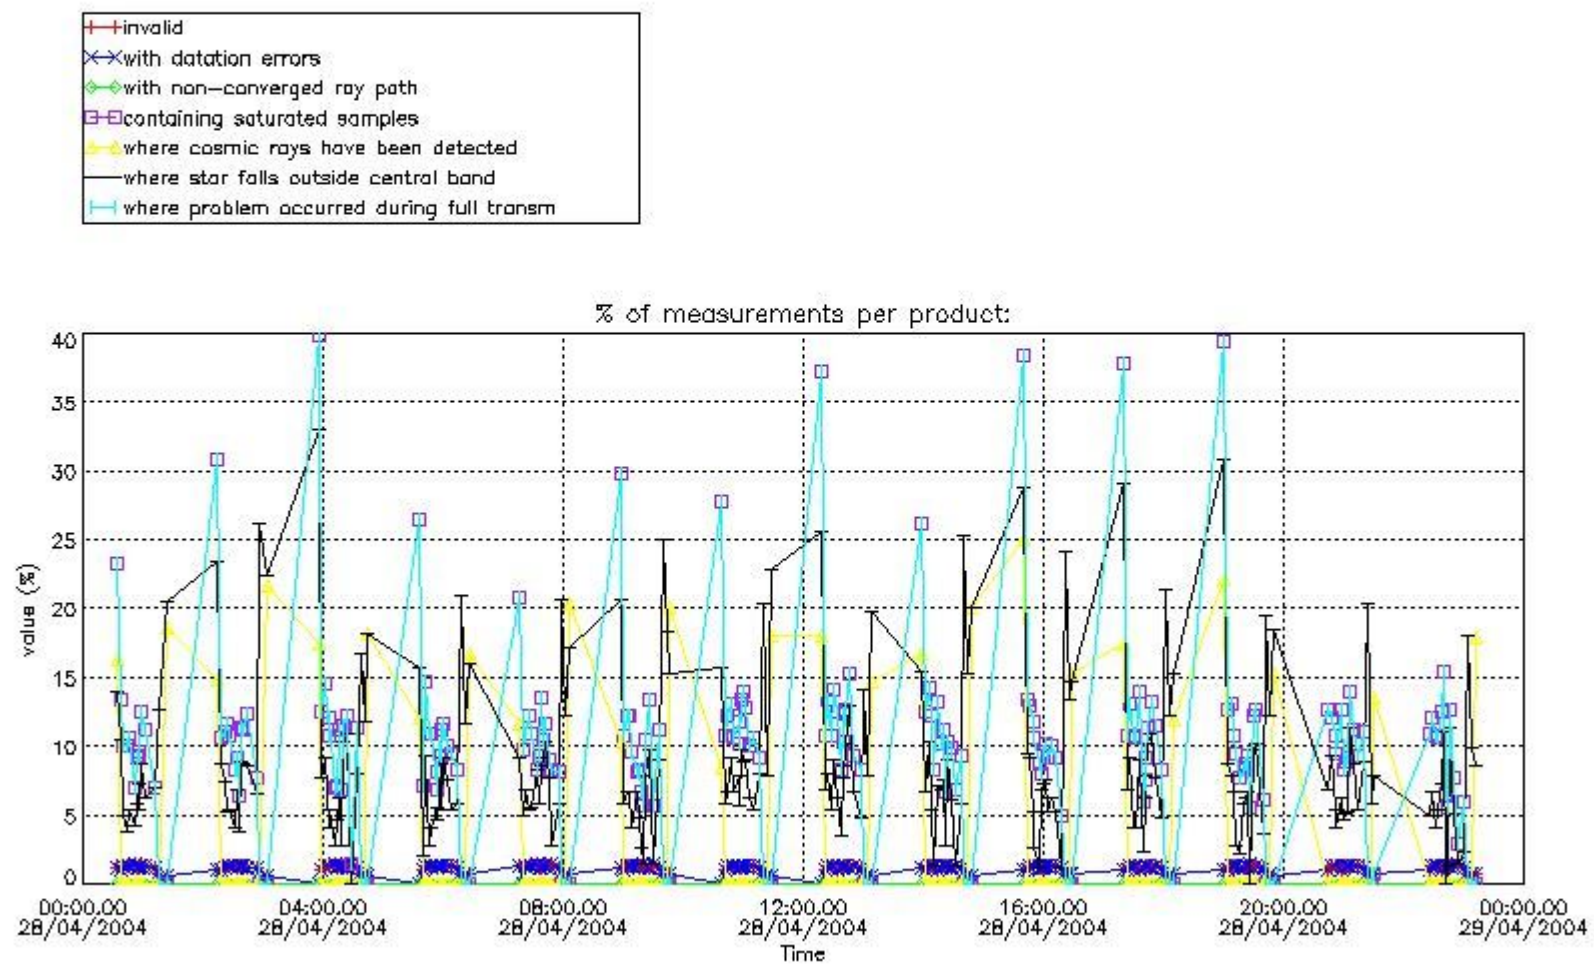 invalid
with datation errors
with non-converged ray path
containing saturated samples
where cosmic rays have been detected
where star falls outside central band
where problem occurred during full transm
% of measurements per product:
40
35
30
25
20
15
10
5
0
value (%)
00:00:00 04:00:00 08:00:00 12:00:00 16:00:00 20:00:00 00:00:00
28/04/2004 28/04/2004 28/04/2004 28/04/2004 28/04/2004 28/04/2004 29/04/2004
Time